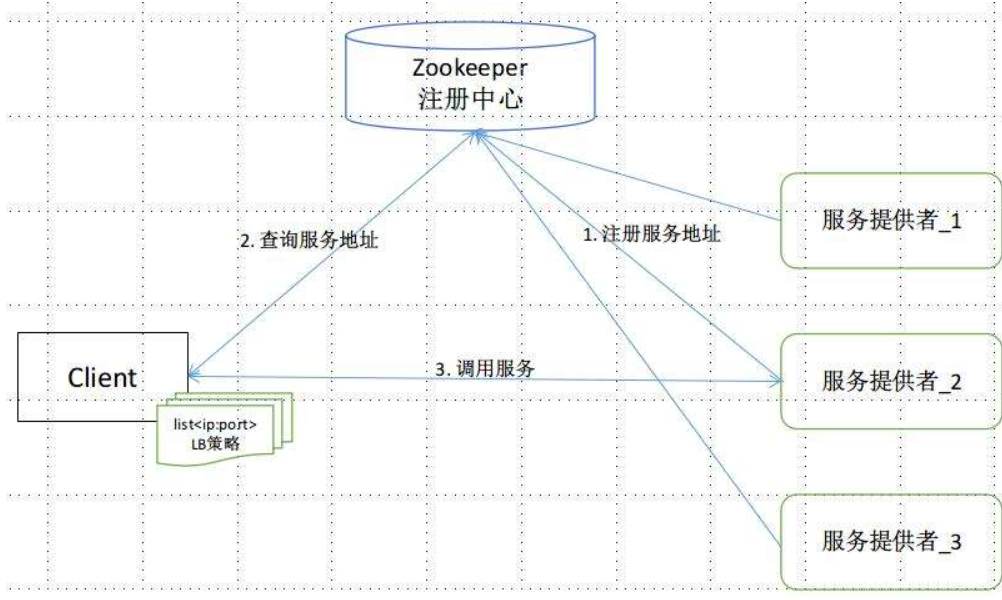 Zookeeper
注册中心
服务提供者_1
2. 查询服务地址
1. 注册服务地址
Client
3. 调用服务
服务提供者_2
list<ip:port>
LB策略
服务提供者_3